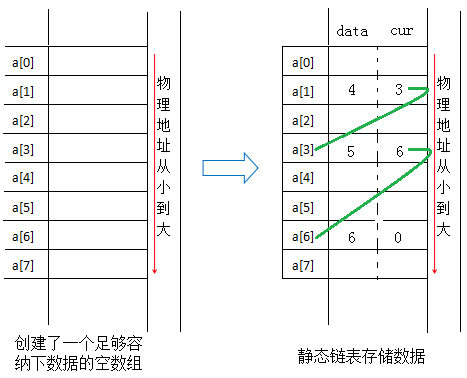 data cur
a[0]
a[1]
a[2]
a[3]
a[4]
a[5]
a[6]
a[7]
物理地址从小到大
创建了一个足够容
纳下数据的空数组
a[0]
a[1] 4 3
a[2]
a[3] 5 6
a[4]
a[5]
a[6] 6 0
a[7]
物理地址从小到大
静态链表存储数据